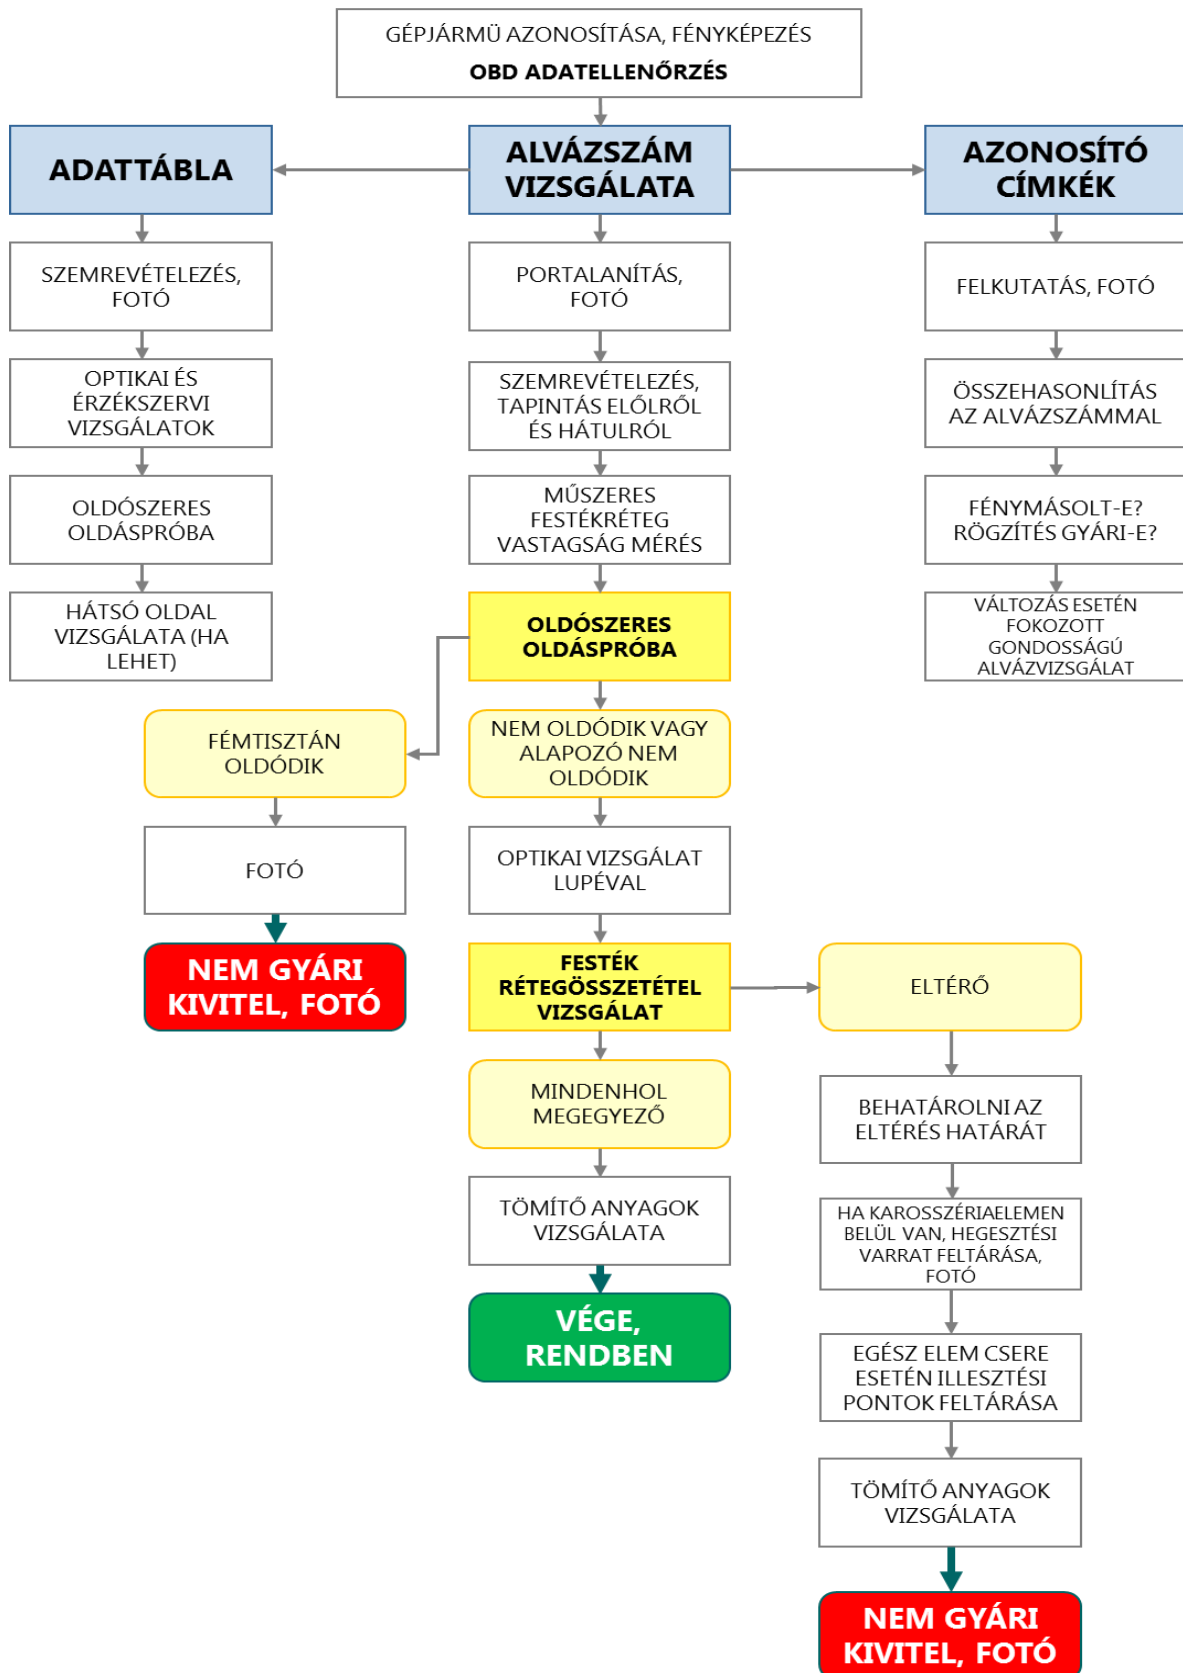 GÉPJÁRMÜ AZONOSÍTÁSA, FÉNYKÉPEZÉS
OBD ADATELLENŐRZÉS
ADATTÁBLA
ALVÁZSZÁM
VIZSGÁLATA
AZONOSÍTÓ
CÍMKÉK
SZEMREVÉTELEZÉS,
FOTÓ
PORTALANÍTÁS,
FOTÓ
FELKUTATÁS, FOTÓ
OPTIKAI ÉS
ÉRZÉKSZERVI
VIZSGÁLATOK
SZEMREVÉTELEZÉS,
TAPINTÁS ELŐLRŐL
ÉS HÁTULRÓL
ÖSSZEHASONLÍTÁS
AZ ALVÁZSZÁMMAL
OLDÓSZERES
OLDÁSPRÓBA
MŰSZERES
FESTÉKRÉTEG
VASTAGSÁG MÉRÉS
FÉNYMÁSOLT-E?
RÖGZÍTÉS GYÁRI-E?
HÁTSÓ OLDAL
VIZSGÁLATA (HA
LEHET)
OLDÓSZERES
OLDÁSPRÓBA
VÁLTOZÁS ESETÉN
FOKOZOTT
GONDOSSÁGÚ
ALVÁZVIZSGÁLAT
FÉMTISZTÁN
OLDÓDIK
NEM OLDÓDIK VAGY
ALAPOZÓ NEM
OLDÓDIK
FOTÓ
OPTIKAI VIZSGÁLAT
LUPÉVAL
NEM GYÁRI
KIVITEL, FOTÓ
FESTÉK
RÉTEGÖSSZETÉTEL
VIZSGÁLAT
ELTÉRŐ
MINDENHOL
MEGEGYEZŐ
BEHATÁROLNI AZ
ELTÉRÉS HATÁRÁT
TÖMÍTŐ ANYAGOK
VIZSGÁLATA
HA KAROSSZÉRIAELEMEN
BELÜL VAN, HEGESZTÉSI
VARRAT FELTÁRÁSA,
FOTÓ
VÉGE,
RENDBEN
EGÉSZ ELEM CSERE
ESETÉN ILLESZTÉSI
PONTOK FELTÁRÁSA
TÖMÍTŐ ANYAGOK
VIZSGÁLATA
NEM GYÁRI
KIVITEL, FOTÓ